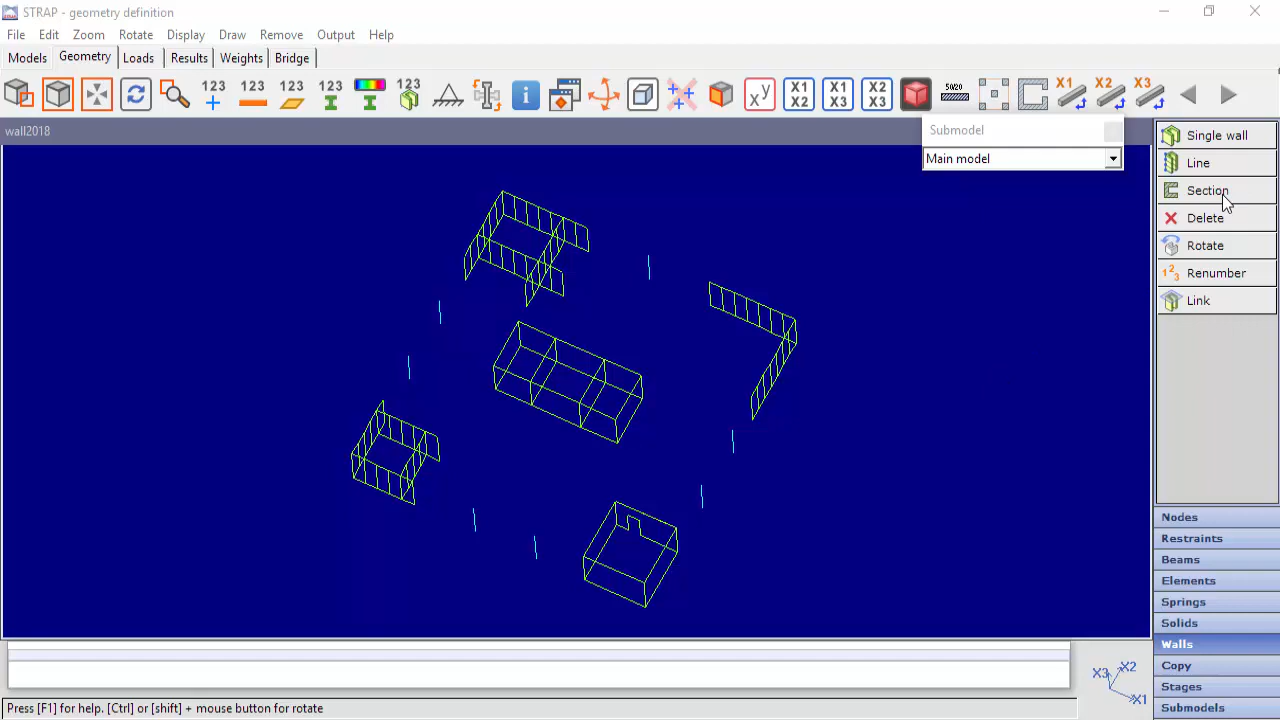 STRAP - geometry definition
File Edit Zoom Rotate Display Draw Remove Output Help
Models Geometry Loads Results Weights Bridge
123 123 123 123 123 i xy X1 X2 X1 X3 X2 X3 50/20 X1 X2 X3
wall2018
Submodel
Main model
Single wall
Line
Section
Delete
Rotate
Renumber
Link
Nodes
Restraints
Beams
Elements
Springs
Solids
Walls
Copy
Stages
Submodels
X3 X2
X1
Press [F1] for help. [Ctrl] or [shift] + mouse button for rotate